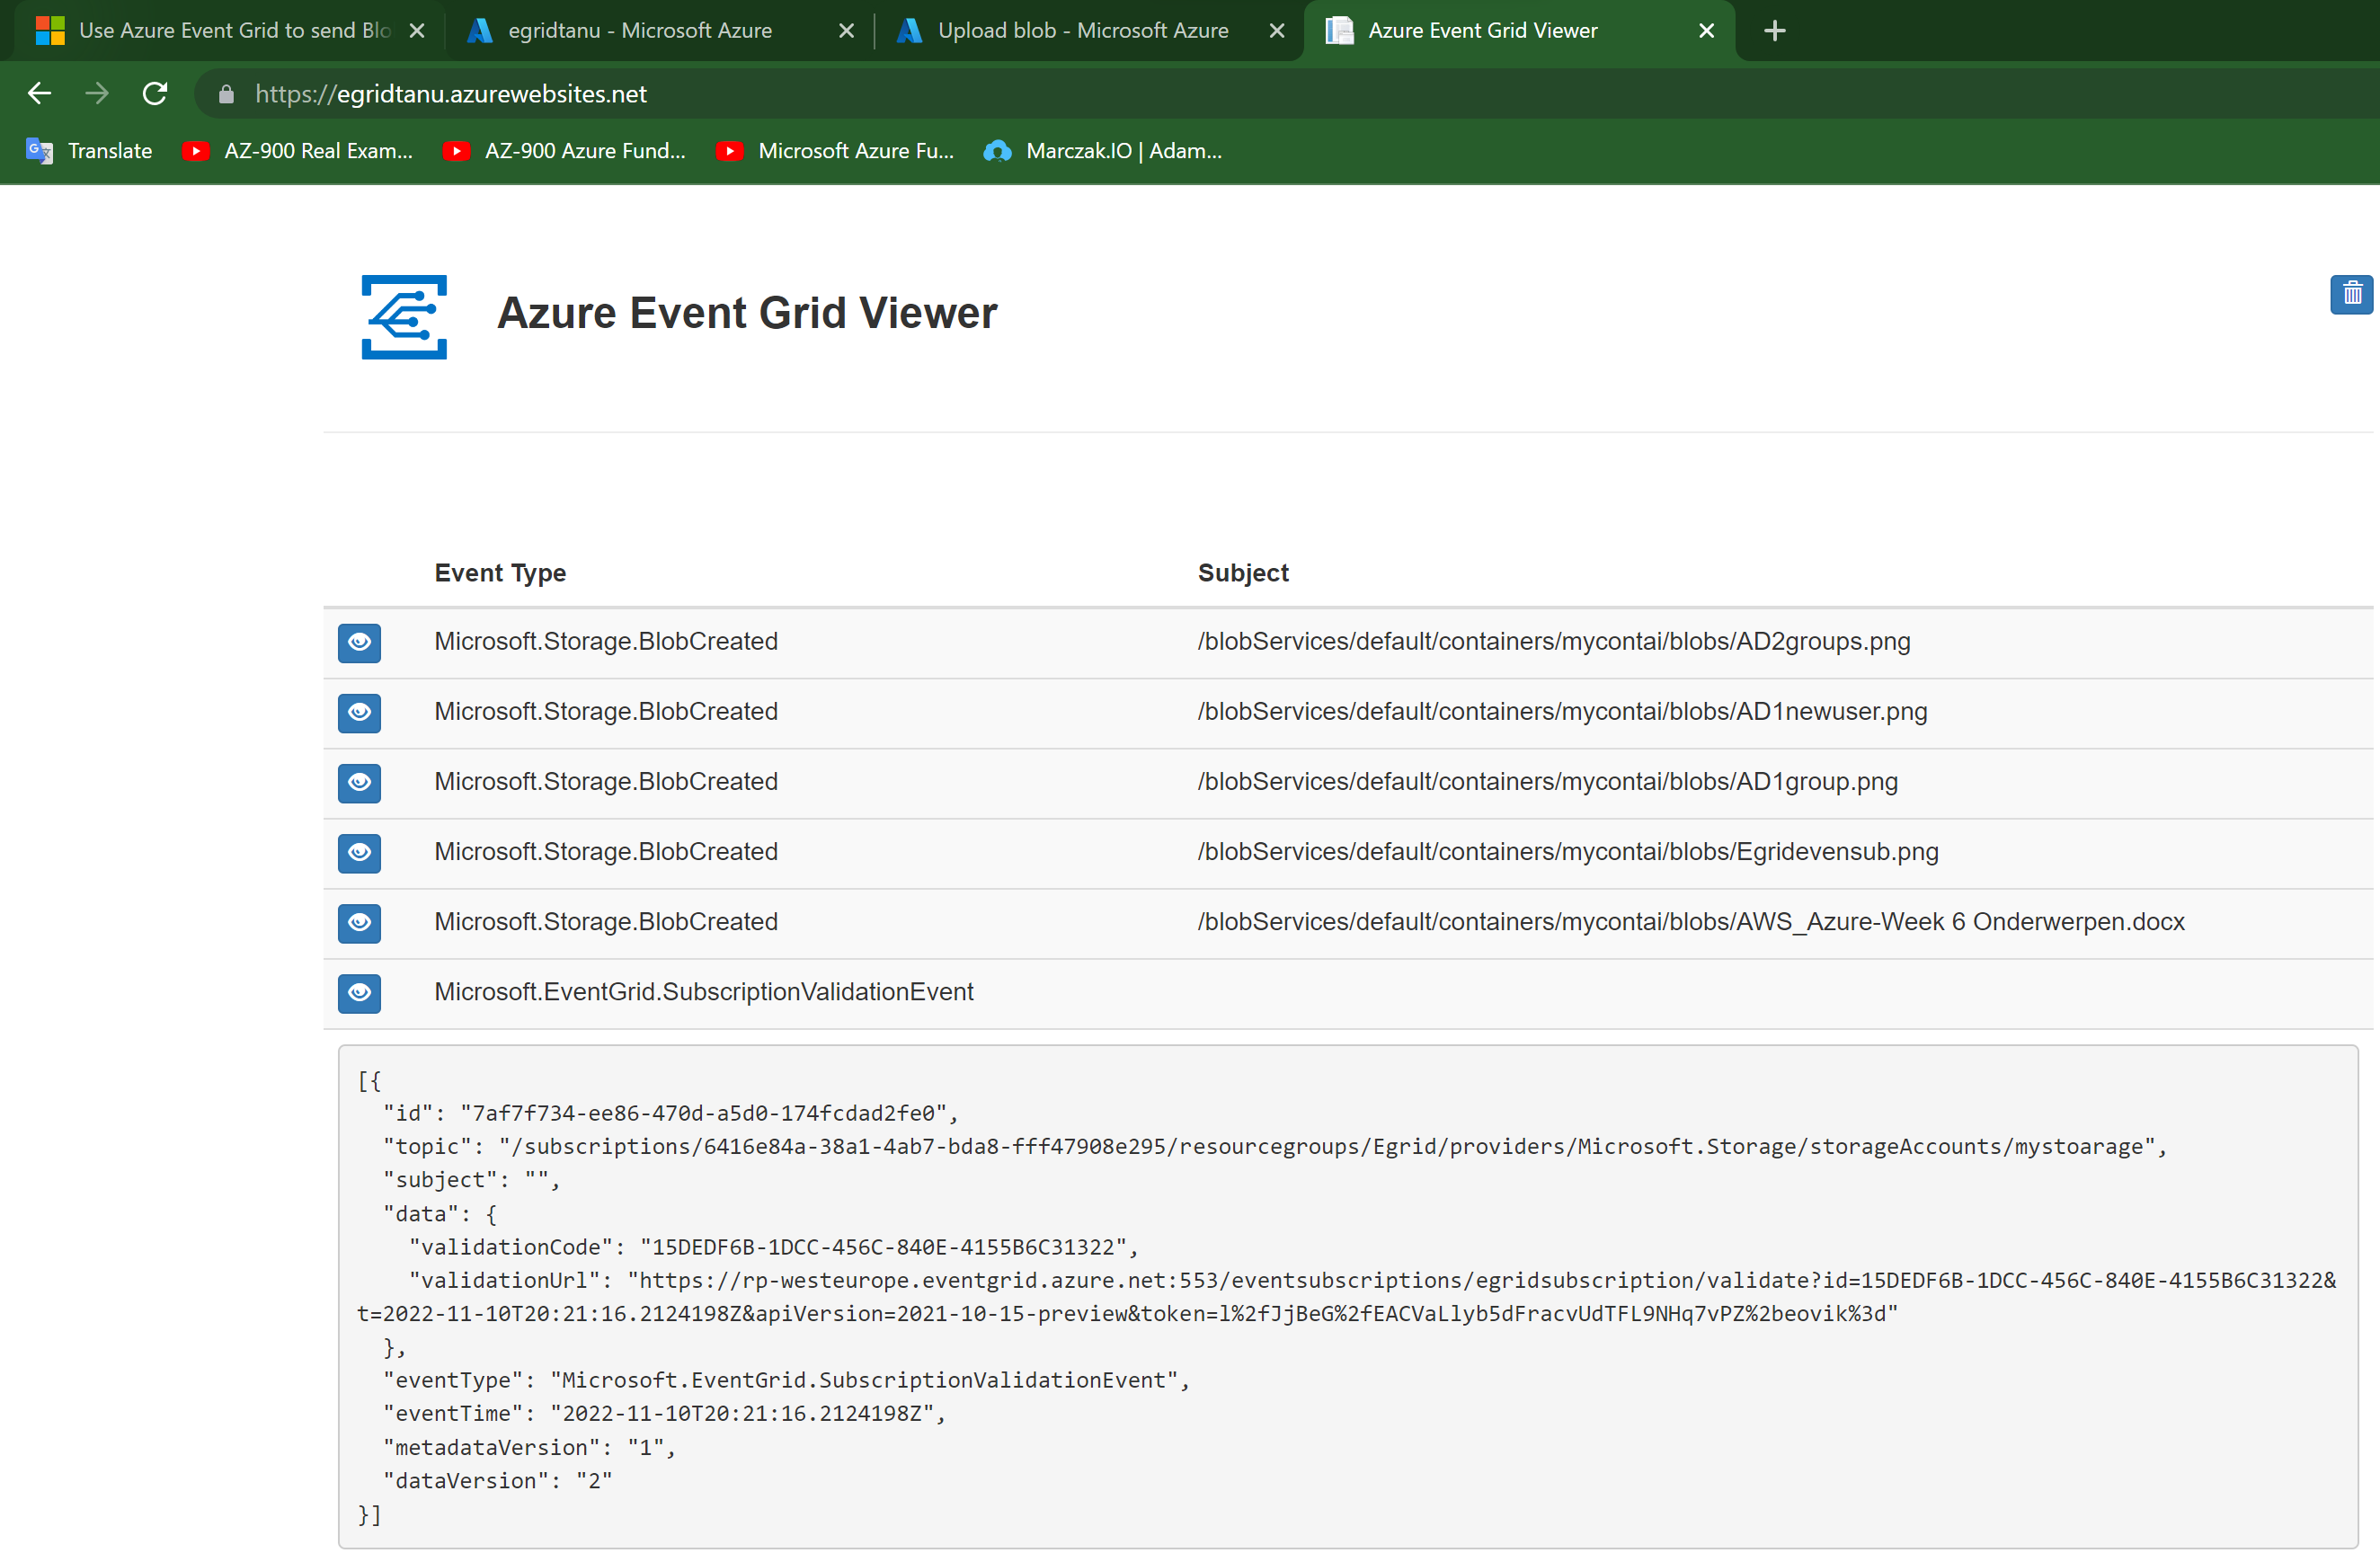 Use Azure Event Grid to send Blo
egridtanu - Microsoft Azure
Upload blob - Microsoft Azure
Azure Event Grid Viewer
https://egridtanu.azurewebsites.net
Translate
AZ-900 Real Exam...
AZ-900 Azure Fund...
Microsoft Azure Fu...
Marczak.IO | Adam...
Azure Event Grid Viewer
Event Type Subject
Microsoft.Storage.BlobCreated /blobServices/default/containers/mycontai/blobs/AD2groups.png
Microsoft.Storage.BlobCreated /blobServices/default/containers/mycontai/blobs/AD1newuser.png
Microsoft.Storage.BlobCreated /blobServices/default/containers/mycontai/blobs/AD1group.png
Microsoft.Storage.BlobCreated /blobServices/default/containers/mycontai/blobs/Egridevensub.png
Microsoft.Storage.BlobCreated /blobServices/default/containers/mycontai/blobs/AWS_Azure-Week 6 Onderwerpen.docx
Microsoft.EventGrid.SubscriptionValidationEvent
[{
"id": "7af7f734-ee86-470d-a5d0-174fcdad2fe0",
"topic": "/subscriptions/6416e84a-38a1-4ab7-bda8-fff47908e295/resourcegroups/Egrid/providers/Microsoft.Storage/storageAccounts/mystoarage",
"subject": "",
"data": {
"validationCode": "15DEDF6B-1DCC-456C-840E-4155B6C31322",
"validationUrl": "https://rp-westeurope.eventgrid.azure.net:553/eventsubscriptions/egridsubscription/validate?id=15DEDF6B-1DCC-456C-840E-4155B6C31322&
t=2022-11-10T20:21:16.2124198Z&apiVersion=2021-10-15-preview&token=l%2fJjBeG%2fEACVaLlyb5dFracvUdTFL9NHq7vPZ%2beovik%3d"
},
"eventType": "Microsoft.EventGrid.SubscriptionValidationEvent",
"eventTime": "2022-11-10T20:21:16.2124198Z",
"metadataVersion": "1",
"dataVersion": "2"
}]